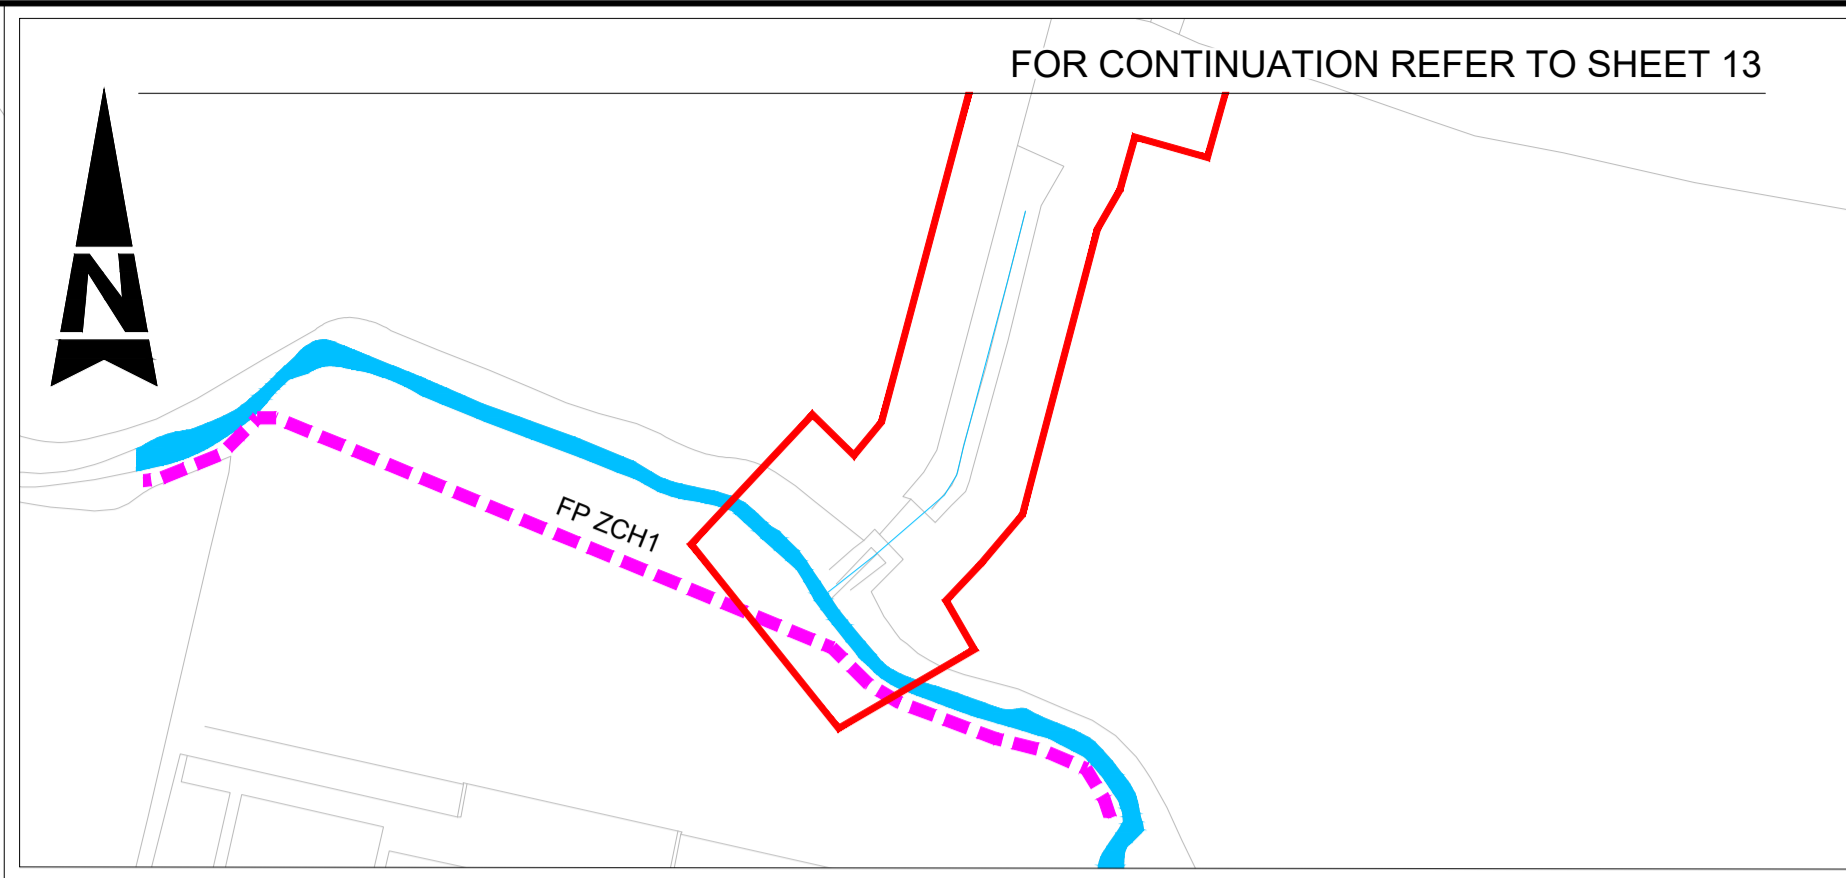 FOR CONTINUATION REFER TO SHEET 13
N
FP ZCH1